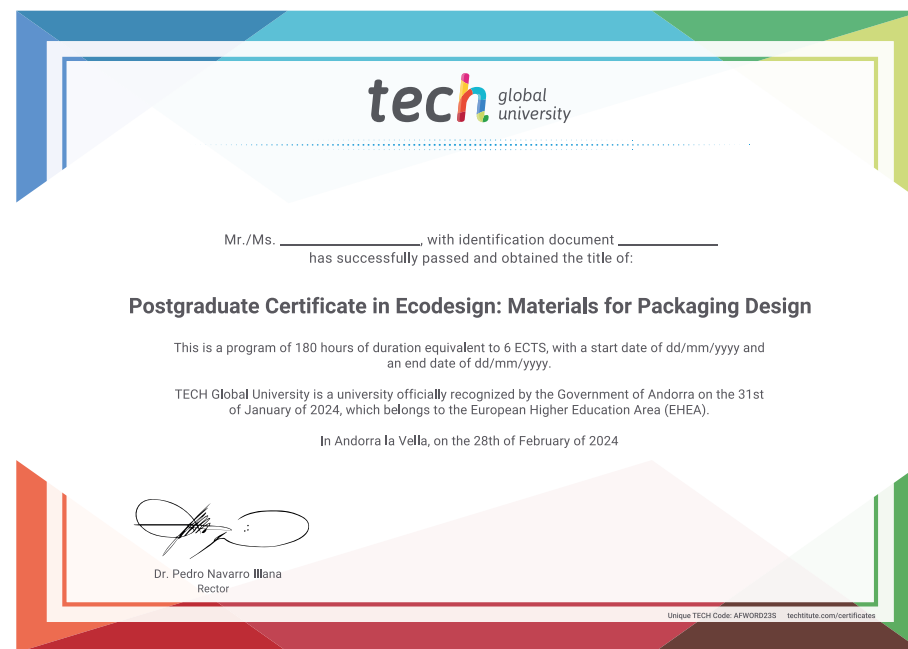 tech global university
Mr./Ms. ____________________, with identification document ______________
has successfully passed and obtained the title of:
Postgraduate Certificate in Ecodesign: Materials for Packaging Design
This is a program of 180 hours of duration equivalent to 6 ECTS, with a start date of dd/mm/yyyy and
an end date of dd/mm/yyyy.
TECH Global University is a university officially recognized by the Government of Andorra on the 31st
of January of 2024, which belongs to the European Higher Education Area (EHEA).
In Andorra la Vella, on the 28th of February of 2024
Dr. Pedro Navarro Illana
Rector
Unique TECH Code: AFWORD23S techtitute.com/certificates